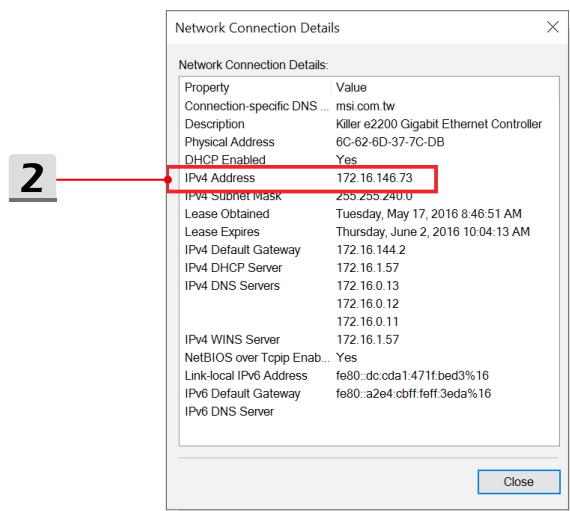 Network Connection Details
Network Connection Details:
Property Value
Connection-specific DNS ... msi.com.tw
Description Killer e2200 Gigabit Ethernet Controller
Physical Address 6C-62-6D-37-7C-DB
DHCP Enabled Yes
2
IPv4 Address 172.16.146.73
IPv4 Subnet Mask 255.255.240.0
Lease Obtained Tuesday, May 17, 2016 8:46:51 AM
Lease Expires Thursday, June 2, 2016 10:04:13 AM
IPv4 Default Gateway 172.16.144.2
IPv4 DHCP Server 172.16.1.57
IPv4 DNS Servers 172.16.0.13
172.16.0.12
172.16.0.11
IPv4 WINS Server 172.16.1.57
NetBIOS over Tcpip Enab... Yes
Link-local IPv6 Address fe80::dc:cda1:471f:bed3%16
IPv6 Default Gateway fe80::a2e4:cbff:feff:3eda%16
IPv6 DNS Server
Close